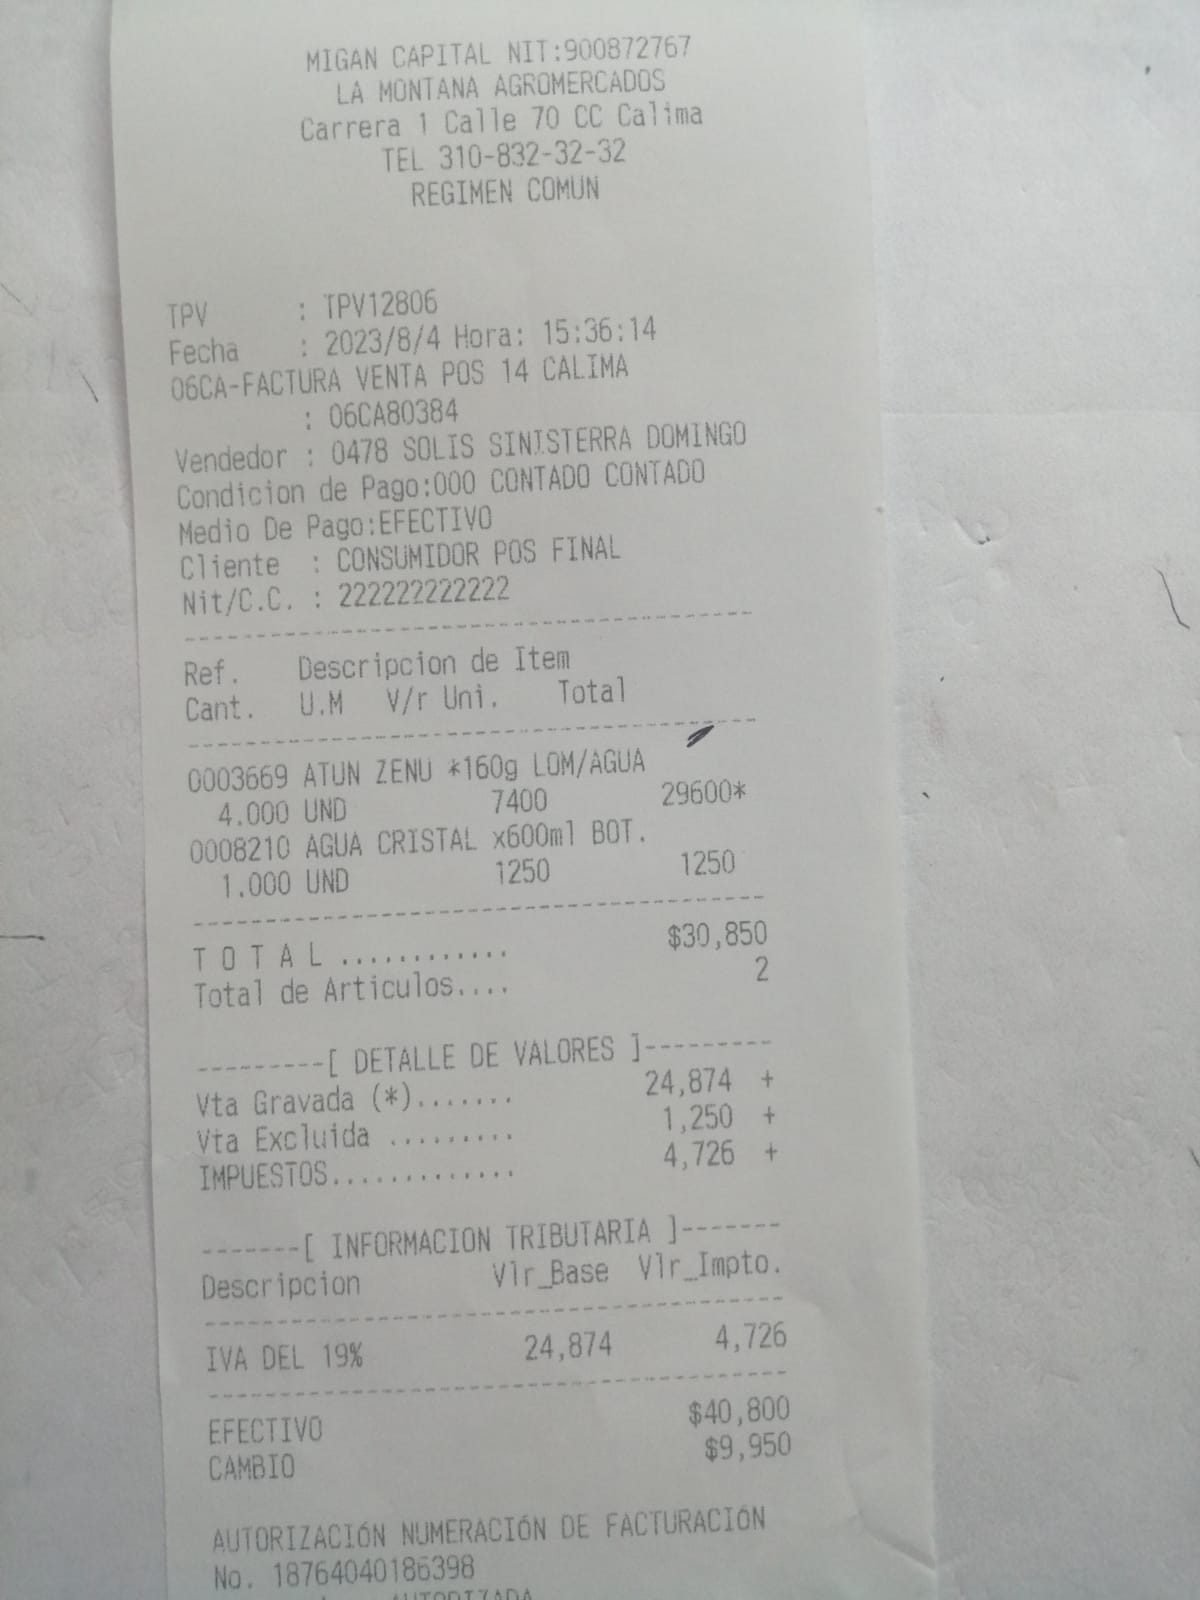 MIGAN CAPITAL NIT:900872767
LA MONTANA AGROMERCADOS
Carrera 1 Calle 70 CC Calima
TEL 310-832-32-32
REGIMEN COMUN
TPV : TPV12806
Fecha : 2023/8/4 Hora: 15:36:14
06CA-FACTURA VENTA POS 14 CALIMA
: 06CA80384
Vendedor : 0478 SOLIS SINISTERRA DOMINGO
Condicion de Pago:000 CONTADO CONTADO
Medio De Pago:EFECTIVO
Cliente : CONSUMIDOR POS FINAL
Nit/C.C. : 222222222222
Ref. Descripcion de Item
Cant. U.M V/r Uni. Total
0003669 ATUN ZENU *160g LOM/AGUA
4.000 UND 7400 29600*
0008210 AGUA CRISTAL x600ml BOT.
1.000 UND 1250 1250
T O T A L ............ $30,850
Total de Articulos.... 2
---------[ DETALLE DE VALORES ]---------
Vta Gravada (*)....... 24,874 +
Vta Excluida ......... 1,250 +
IMPUESTOS............. 4,726 +
-------[ INFORMACION TRIBUTARIA ]-------
Descripcion Vlr_Base Vlr_Impto.
IVA DEL 19% 24,874 4,726
EFECTIVO $40,800
CAMBIO $9,950
AUTORIZACIÓN NUMERACIÓN DE FACTURACIÓN
No. 18764040186398
AUTORIZADA